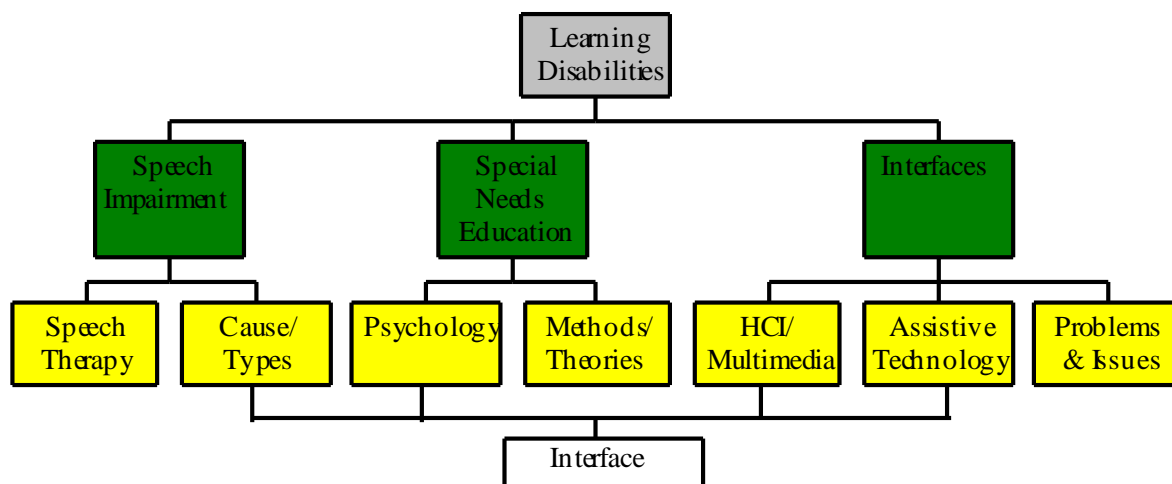 Learning
Disabilities
Speech
Impairment
Special
Needs
Education
Interfaces
Speech
Therapy
Cause/
Types
Psychology
Methods/
Theories
HCI/
Multimedia
Assistive
Technology
Problems
& Issues
Interface